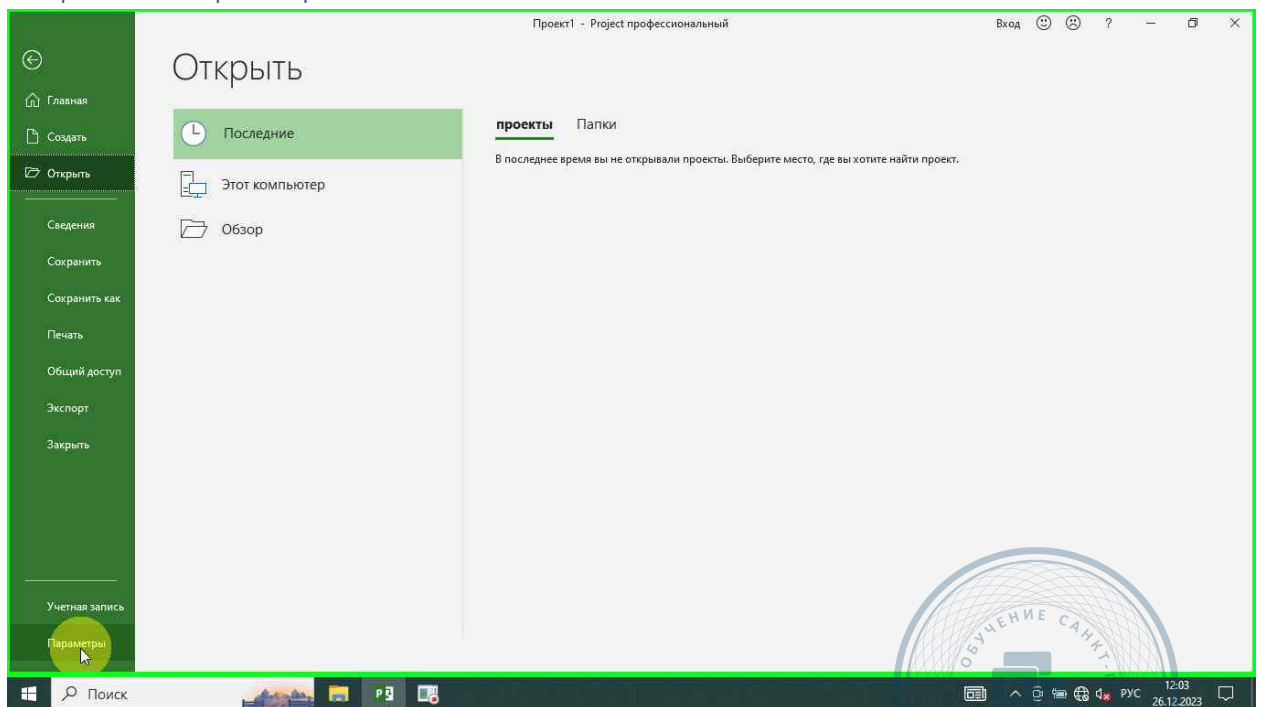 Проект1 - Project профессиональный
Вход
?
Открыть
Главная
Создать
Открыть
Сведения
Сохранить
Сохранить как
Печать
Общий доступ
Экспорт
Закрыть
Учетная запись
Параметры
Последние
Этот компьютер
Обзор
проекты Папки
В последнее время вы не открывали проекты. Выберите место, где вы хотите найти проект.
ОБУЧЕНИЕ САНКТ-
Поиск
РУС
12:03
26.12.2023